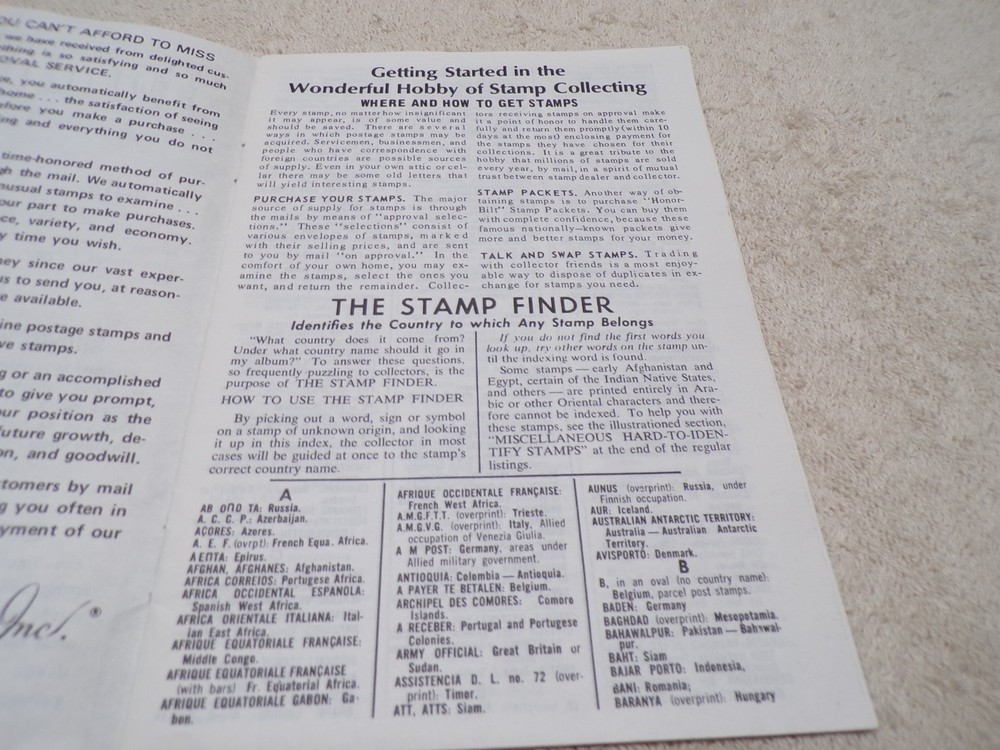 OU CAN'T AFFORD TO MISS
we have received from delighted cus-
thing is so satisfying and so much
OVAL SERVICE.
you automatically benefit from
home . . . the satisfaction of seeing
efore you make a purchase . . .
ng and everything you do not
time-honored method of pur-
gh the mail. We automatically
nusual stamps to examine . . .
our part to make purchases.
ce, variety, and economy.
y time you wish.
ey since our vast exper-
us to send you, at reason-
e available.
ine postage stamps and
ve stamps.
g or an accomplished
to give you prompt,
our position as the
future growth, de-
on, and goodwill.
stomers by mail
g you often in
yment of our
Inc. ®
Getting Started in the
Wonderful Hobby of Stamp Collecting
WHERE AND HOW TO GET STAMPS
Every stamp, no matter how insignificant
it may appear, is of some value and
should be saved. There are several
ways in which postage stamps may be
acquired. Servicemen, businessmen, and
people who have correspondence with
foreign countries are possible sources
of supply. Even in your own attic or cel-
lar there may be some old letters that
will yield interesting stamps.
PURCHASE YOUR STAMPS. The major
source of supply for stamps is through
the mails by means of "approval selec-
tions." These "selections" consist of
various envelopes of stamps, marked
with their selling prices, and are sent
to you by mail "on approval." In the
comfort of your own home, you may ex-
amine the stamps, select the ones you
want, and return the remainder. Collec-
tors receiving stamps on approval make
it a point of honor to handle them care-
fully and return them promptly (within 10
days at the most) enclosing payment for
the stamps they have chosen for their
collections. It is a great tribute to the
hobby that millions of stamps are sold
every year, by mail, in a spirit of mutual
trust between stamp dealer and collector.
STAMP PACKETS. Another way of ob-
taining stamps is to purchase "Honor-
Bilt" Stamp Packets. You can buy them
with complete confidence, because these
famous nationally-known packets give
more and better stamps for your money.
TALK AND SWAP STAMPS. Trading
with collector friends is a most enjoy-
able way to dispose of duplicates in ex-
change for stamps you need.
THE STAMP FINDER
Identifies the Country to which Any Stamp Belongs
"What country does it come from?
Under what country name should it go in
my album?" To answer these questions,
so frequently puzzling to collectors, is the
purpose of THE STAMP FINDER.
HOW TO USE THE STAMP FINDER
By picking out a word, sign or symbol
on a stamp of unknown origin, and looking
it up in this index, the collector in most
cases will be guided at once to the stamp's
correct country name.
If you do not find the first words you
look up, try other words on the stamp un-
til the indexing word is found.
Some stamps — early Afghanistan and
Egypt, certain of the Indian Native States,
and others — are printed entirely in Ara-
bic or other Oriental characters and there-
fore cannot be indexed. To help you with
these stamps, see the illustrationed section,
"MISCELLANEOUS HARD-TO-IDEN-
TIFY STAMPS" at the end of the regular
listings.
A
AB ОПО TA: Russia.
A. C. G. P.: Azerbaijan.
AÇORES: Azores.
A. E. F. (ovrpt): French Equa. Africa.
AEΠTA: Epirus.
AFGHAN, AFGHANES: Afghanistan.
AFRICA CORREIOS: Portugese Africa.
AFRICA OCCIDENTAL ESPANOLA:
Spanish West Africa.
AFRICA ORIENTALE ITALIANA: Ital-
ian East Africa.
AFRIQUE EQUATORIALE FRANÇAISE:
Middle Congo.
AFRIQUE EQUATORIALE FRANÇAISE
(with bars) Fr. Equatorial Africa.
AFRIQUE EQUATORIALE GABON: Ga-
bon.
AFRIQUE OCCIDENTALE FRANÇAISE:
French West Africa.
A.M.G.F.T.T. (overprint): Trieste.
A.M.G.V.G. (overprint): Italy, Allied
occupation of Venezia Giulia.
A M POST: Germany, areas under
Allied military government.
ANTIOQUIA: Colombia — Antioquia.
A PAYER TE BETALEN: Belgium.
ARCHIPEL DES COMORES: Comoro
Islands.
A RECEBER: Portugal and Portugese
Colonies.
ARMY OFFICIAL: Great Britain or
Sudan.
ASSISTENCIA D. L. no. 72 (over-
print): Timor.
ATT, ATTS: Siam.
AUNUS (overprint): Russia, under
Finnish occupation.
AUR: Iceland.
AUSTRALIAN ANTARCTIC TERRITORY:
Australia — Australian Antarctic
Territory.
AVISPORTO: Denmark.
B
B, in an oval (no country name):
Belgium, parcel post stamps.
BADEN: Germany
BAGHDAD (overprint): Mesopotamia.
BAHAWALPUR: Pakistan — Bahawal-
pur.
BAHT: Siam
BAJAR PORTO: Indonesia,
BANI: Romania;
BARANYA (overprint): Hungary